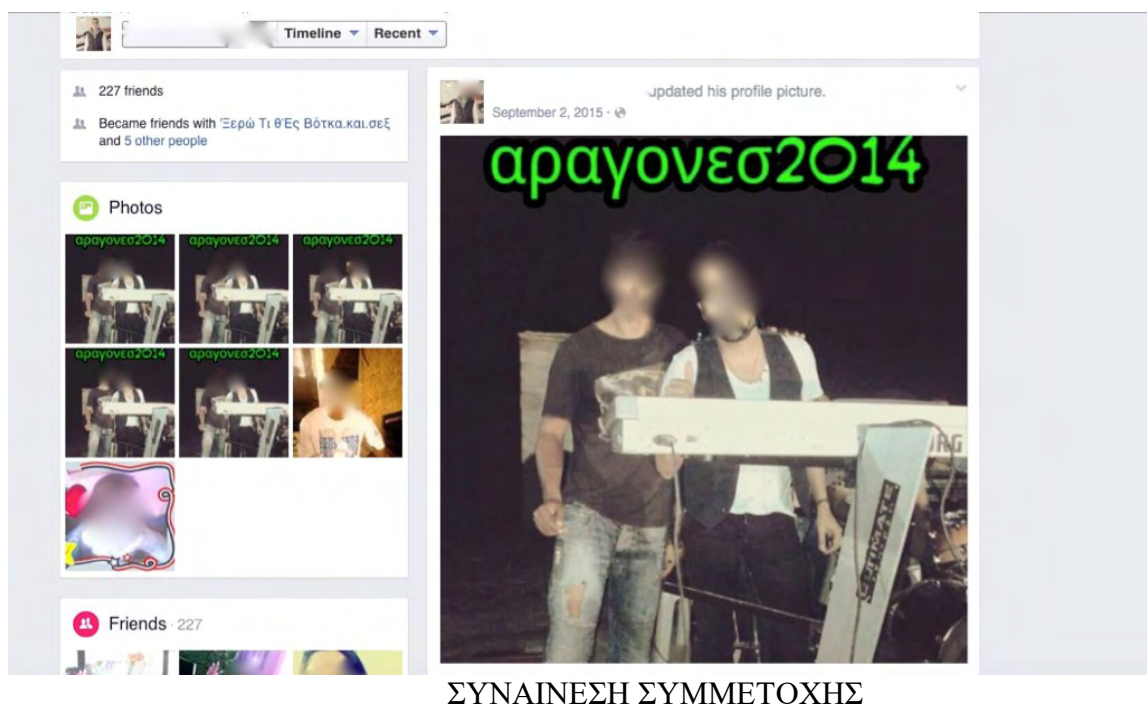 Timeline Recent
227 friends
Became friends with Ξερώ Τι θ'Ες Βότκα.και.σεξ
and 5 other people
Photos
αραγονεσ2014 αραγονεσ2014 αραγονεσ2014
αραγονεσ2014 αραγονεσ2014
Friends · 227
updated his profile picture.
September 2, 2015 ·
αραγονεσ2014
ΣΥΝΑΙΝΕΣΗ ΣΥΜΜΕΤΟΧΗΣ